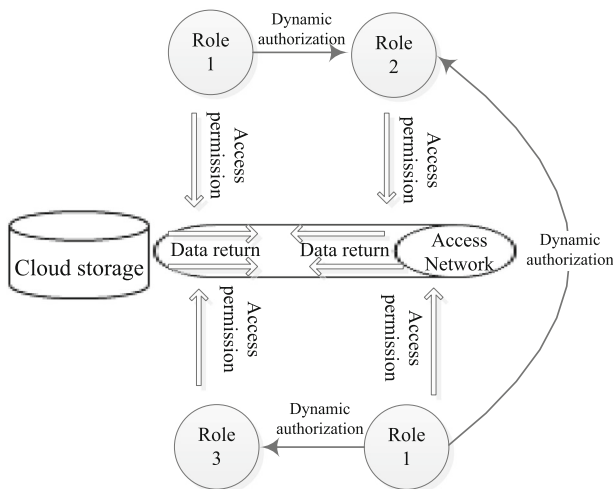 Dynamic
authorization
Role
1
Role
2
Access
permission
Access
permission
Cloud storage
Data return
Data return
Access
Network
Dynamic
authorization
Access
permission
Access
permission
Role
3
Dynamic
authorization
Role
1